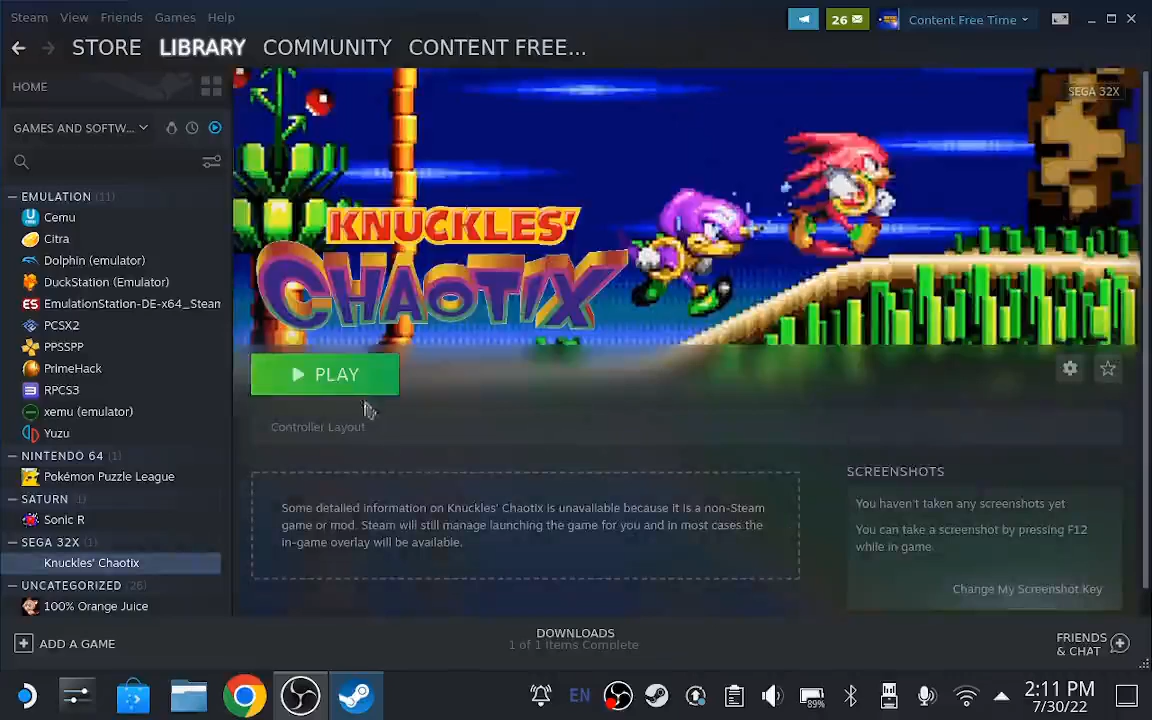 Steam View Friends Games Help
26
Content Free Time
STORE LIBRARY COMMUNITY CONTENT FREE...
HOME
SEGA 32X
GAMES AND SOFTW...
KNUCKLES'
CHAOTIX
EMULATION (11)
Cemu
Citra
Dolphin (emulator)
DuckStation (Emulator)
ES EmulationStation-DE-x64_Steam
PCSX2
PPSSPP
PrimeHack
RPCS3
xemu (emulator)
Yuzu
NINTENDO 64 (1)
Pokémon Puzzle League
SATURN (1)
Sonic R
SEGA 32X (1)
Knuckles' Chaotix
UNCATEGORIZED (26)
100% Orange Juice
PLAY
Controller Layout
Some detailed information on Knuckles' Chaotix is unavailable because it is a non-Steam
game or mod. Steam will still manage launching the game for you and in most cases the
in-game overlay will be available.
SCREENSHOTS
You haven't taken any screenshots yet
You can take a screenshot by pressing F12
while in game
Change My Screenshot Key
ADD A GAME
DOWNLOADS
1 of 1 Items Complete
FRIENDS
& CHAT
EN
89%
2:11 PM
7/30/22